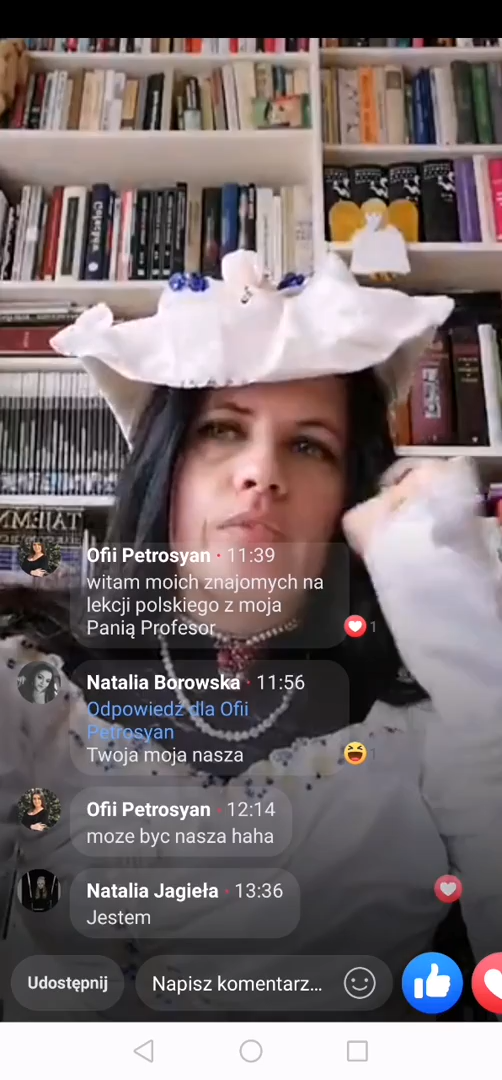 Ofii Petrosyan · 11:39
witam moich znajomych na
lekcji polskiego z moja
Panią Profesor
1
Natalia Borowska · 11:56
Odpowiedź dla Ofii
Petrosyan
Twoja moja nasza
1
Ofii Petrosyan · 12:14
moze byc nasza haha
Natalia Jagieła · 13:36
Jestem
Udostępnij
Napisz komentarz...